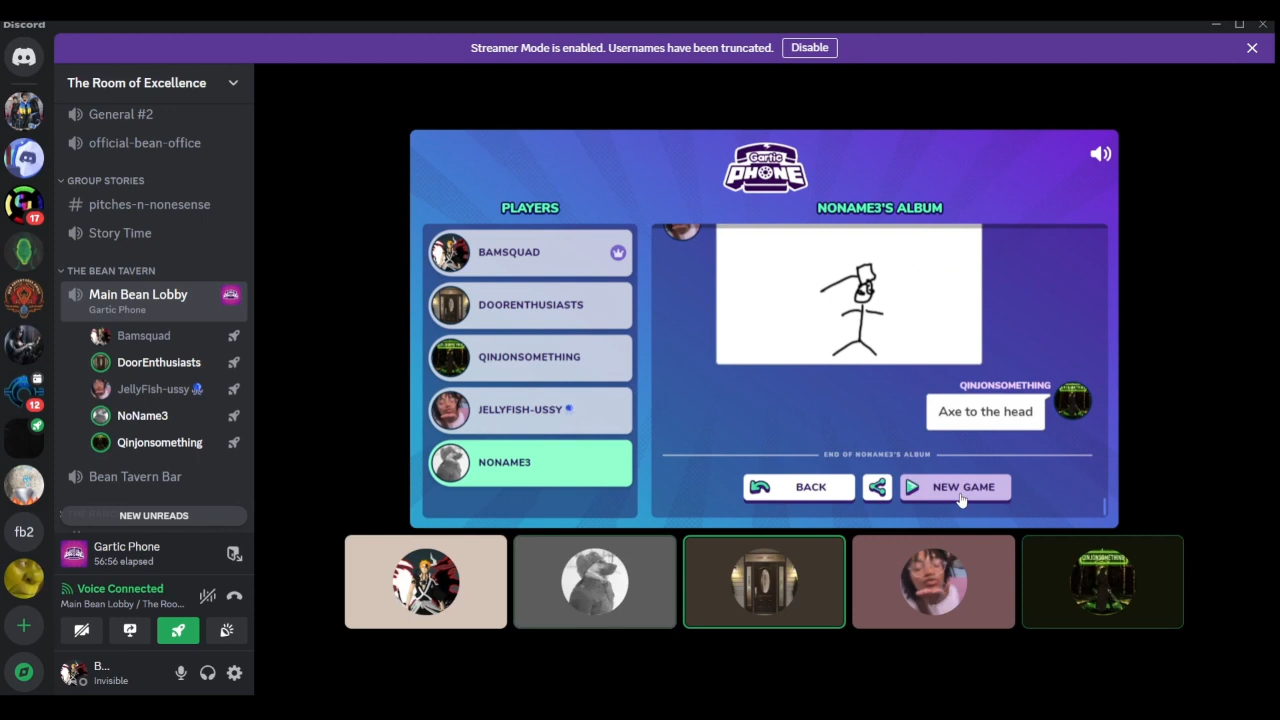 Discord
Streamer Mode is enabled. Usernames have been truncated.
Disable
The Room of Excellence
General #2
official-bean-office
GROUP STORIES
pitches-n-nonesense
Story Time
THE BEAN TAVERN
Main Bean Lobby
Gartic Phone
Bamsquad
DoorEnthusiasts
JellyFish-ussy
NoName3
Qinjonsomething
Bean Tavern Bar
NEW UNREADS
Gartic Phone
56:56 elapsed
Voice Connected
Main Bean Lobby / The Roo...
B...
Invisible
17
12
fb2
Gartic
PHONE
PLAYERS
BAMSQUAD
DOORENTHUSIASTS
QINJONSOMETHING
JELLYFISH-USSY
NONAME3
NONAME3'S ALBUM
QINJONSOMETHING
Axe to the head
END OF NONAME3'S ALBUM
BACK
NEW GAME
QINJONSOMETHING